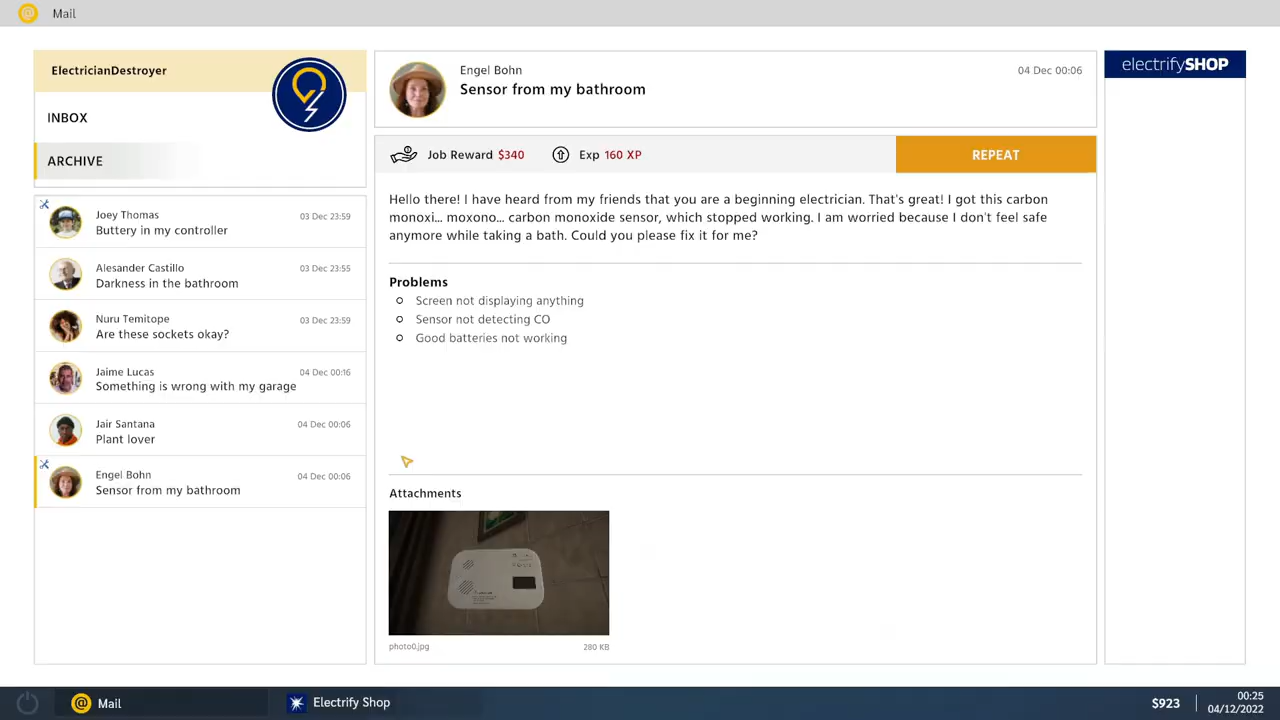 Mail
ElectricianDestroyer
INBOX
ARCHIVE
Joey Thomas 03 Dec 23:59
Buttery in my controller
Alesander Castillo 03 Dec 23:55
Darkness in the bathroom
Nuru Temitope 03 Dec 23:59
Are these sockets okay?
Jaime Lucas 04 Dec 00:16
Something is wrong with my garage
Jair Santana 04 Dec 00:06
Plant lover
Engel Bohn 04 Dec 00:06
Sensor from my bathroom
Engel Bohn 04 Dec 00:06
Sensor from my bathroom
Job Reward $340 Exp 160 XP REPEAT
Hello there! I have heard from my friends that you are a beginning electrician. That's great! I got this carbon
monoxi... moxono... carbon monoxide sensor, which stopped working. I am worried because I don't feel safe
anymore while taking a bath. Could you please fix it for me?
Problems
Screen not displaying anything
Sensor not detecting CO
Good batteries not working
Attachments
photo0.jpg 280 KB
electrifySHOP
Mail Electrify Shop $923 00:25
04/12/2022